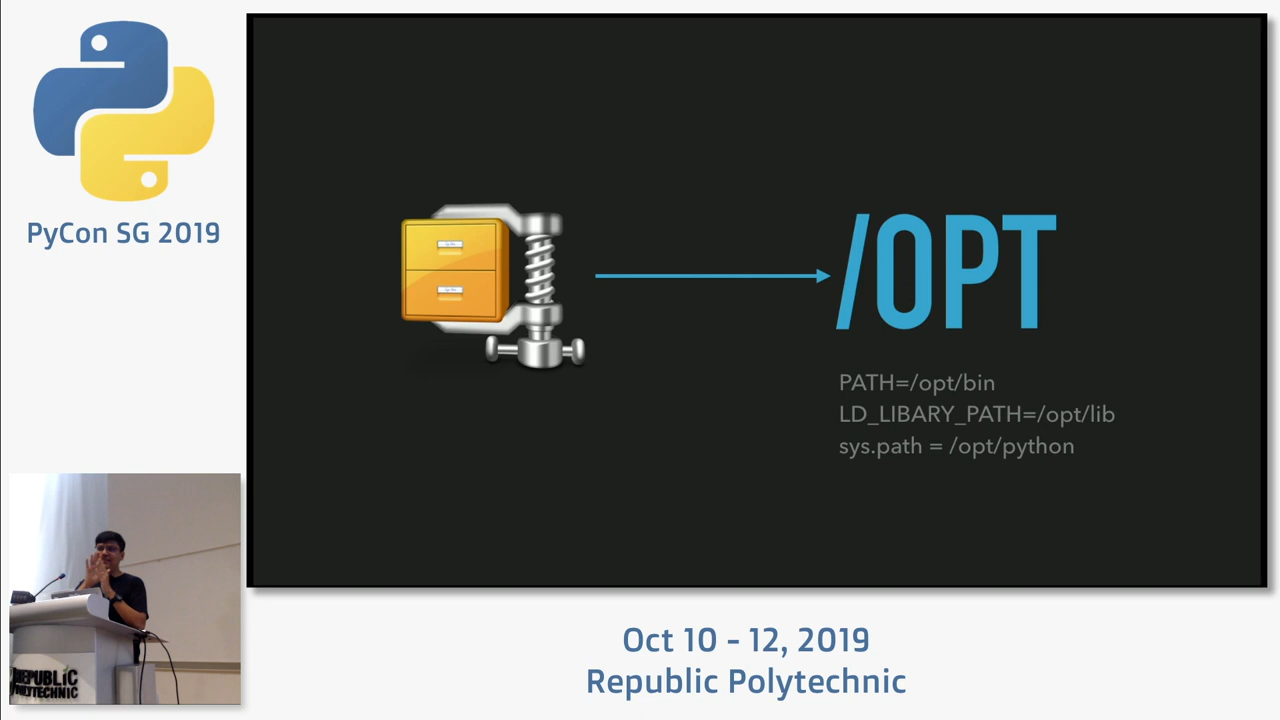 PyCon SG 2019
/OPT
PATH=/opt/bin
LD_LIBARY_PATH=/opt/lib
sys.path = /opt/python
REPUBLIC
POLYTECHNIC
Oct 10 - 12, 2019
Republic Polytechnic